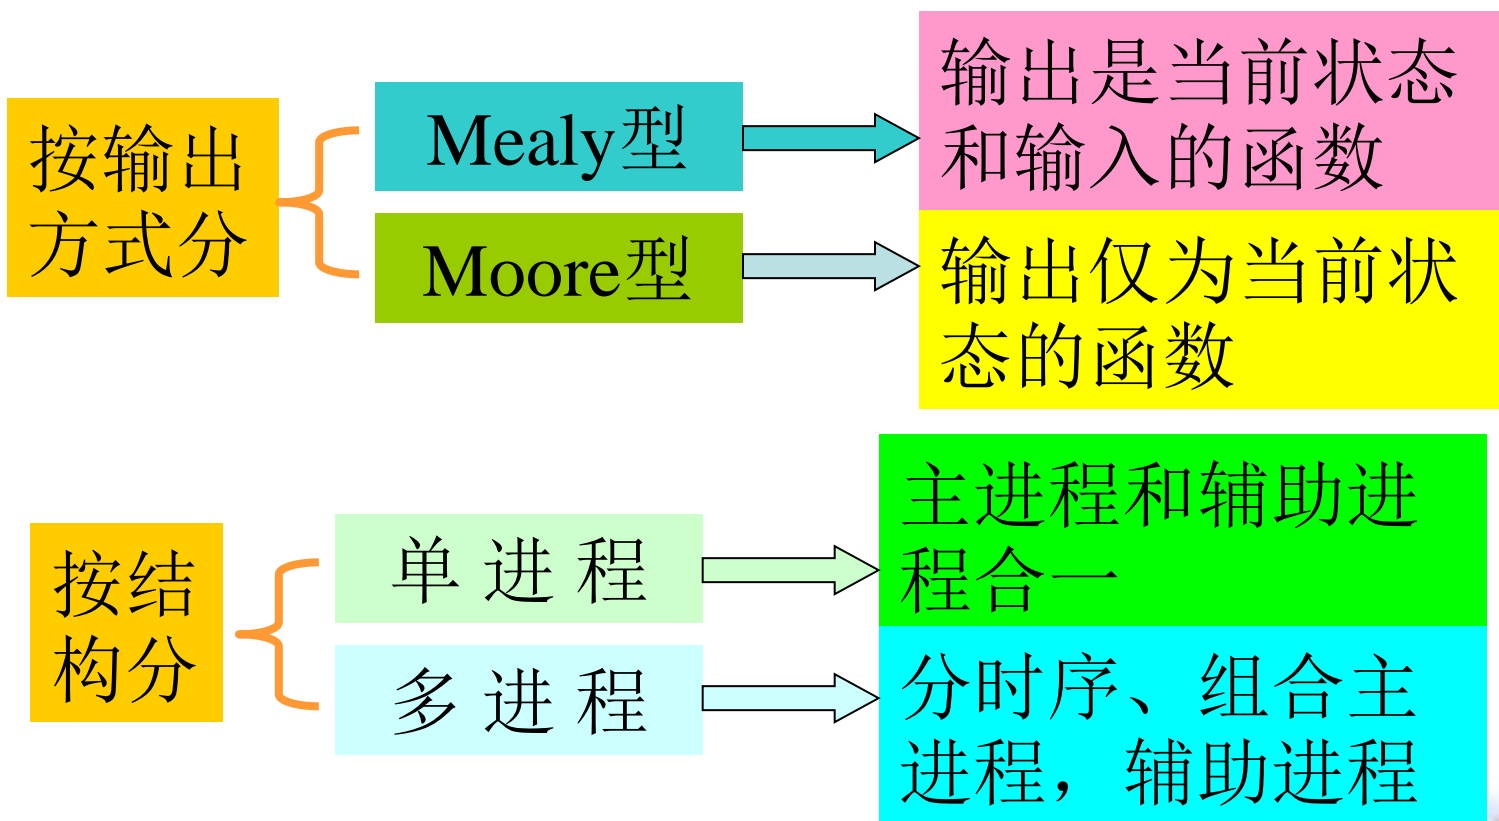 按输出
方式分
Mealy型
输出是当前状态
和输入的函数
Moore型
输出仅为当前状
态的函数
按结
构分
单 进 程
主进程和辅助进
程合一
多 进 程
分时序、组合主
进程，辅助进程